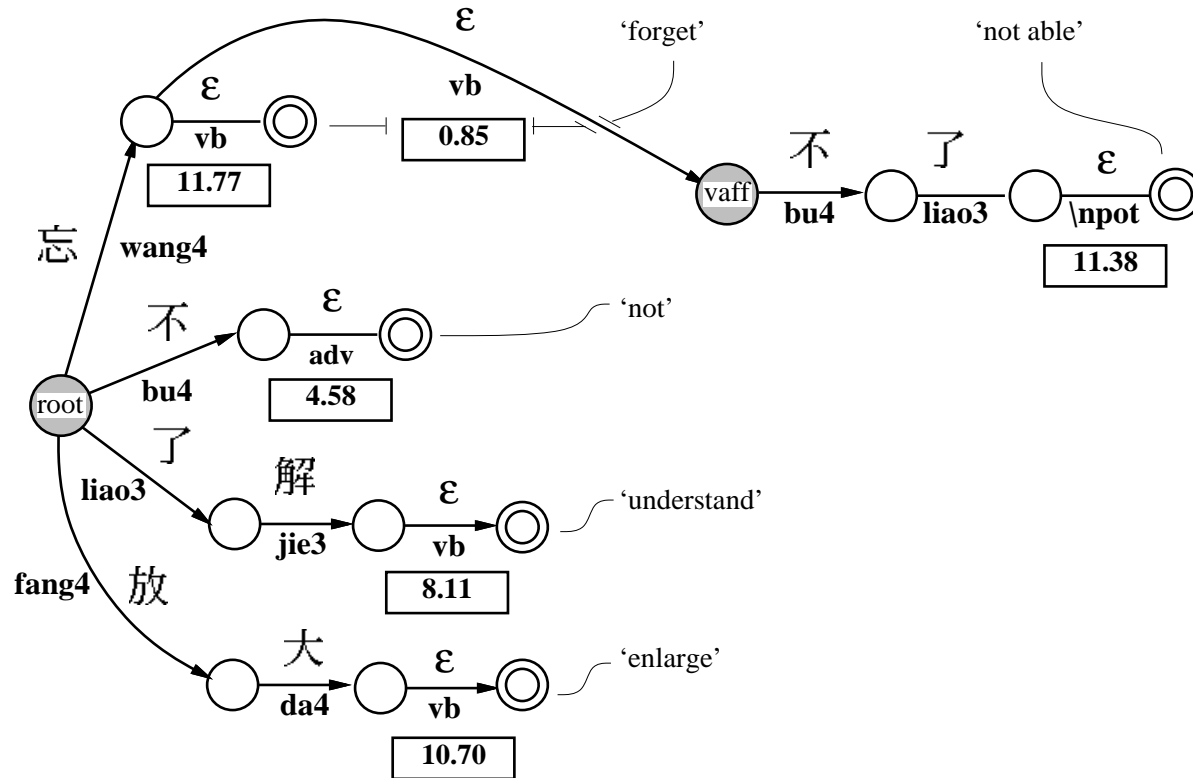 ε
‘forget’
‘not able’
ε
vb
vb
0.85
11.77
不
了
ε
vaff
bu4
liao3
\npot
11.38
忘
wang4
不
ε
‘not’
adv
bu4
4.58
root
了
解
ε
‘understand’
liao3
jie3
vb
8.11
fang4
放
大
ε
‘enlarge’
da4
vb
10.70